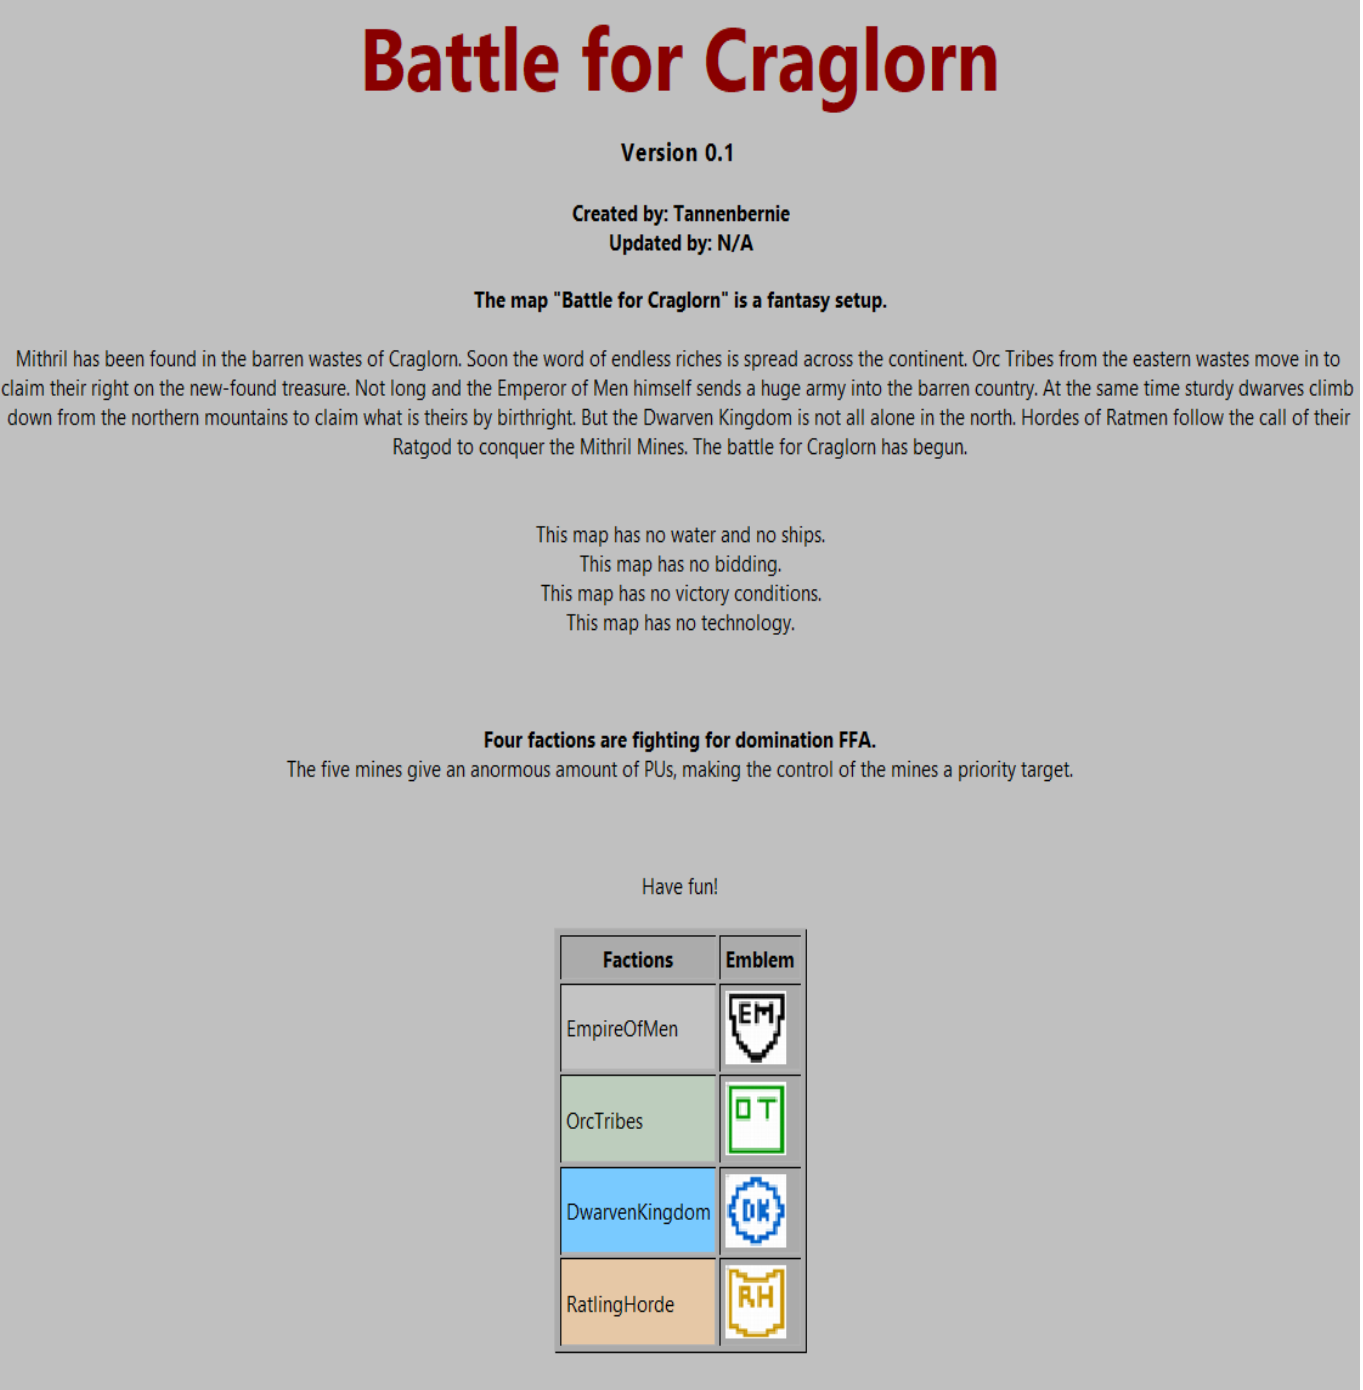 Battle for Craglorn
Version 0.1
Created by: Tannenbernie
Updated by: N/A
The map "Battle for Craglorn" is a fantasy setup.
Mithril has been found in the barren wastes of Craglorn. Soon the word of endless riches is spread across the continent. Orc Tribes from the eastern wastes move in to
claim their right on the new-found treasure. Not long and the Emperor of Men himself sends a huge army into the barren country. At the same time sturdy dwarves climb
down from the northern mountains to claim what is theirs by birthright. But the Dwarven Kingdom is not all alone in the north. Hordes of Ratmen follow the call of their
Ratgod to conquer the Mithril Mines. The battle for Craglorn has begun.
This map has no water and no ships.
This map has no bidding.
This map has no victory conditions.
This map has no technology.
Four factions are fighting for domination FFA.
The five mines give an anormous amount of PUs, making the control of the mines a priority target.
Have fun!
Factions Emblem
EmpireOfMen EM
OrcTribes OT
DwarvenKingdom DK
RatlingHorde RH